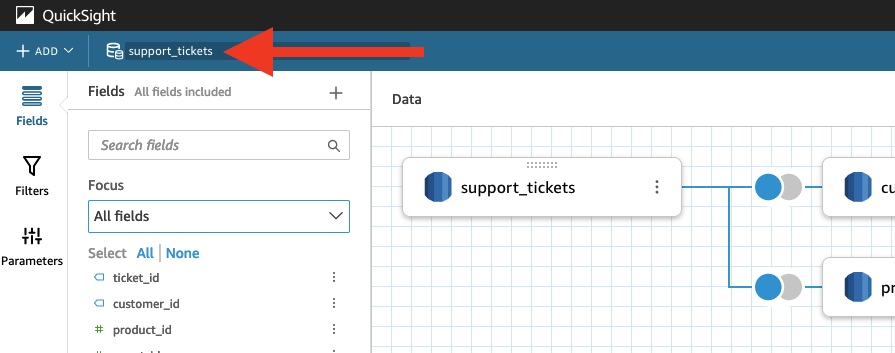 QuickSight
ADD
support_tickets
Fields
Filters
Parameters
Fields All fields included
Search fields
Focus
All fields
Select All | None
ticket_id
customer_id
product_id
Data
support_tickets
cu
pr